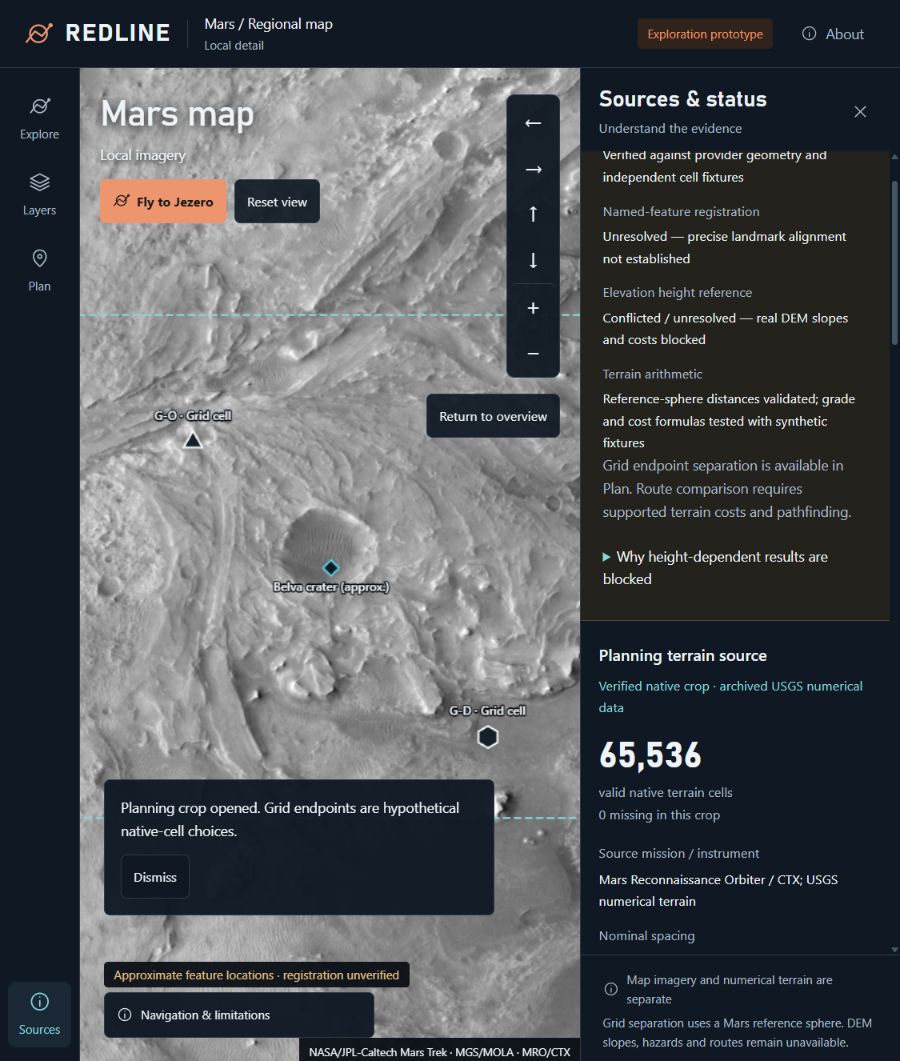 REDLINE
Mars / Regional map
Local detail
Exploration prototype
About
Explore
Layers
Plan
Sources
Mars map
Local imagery
Fly to Jezero
Reset view
←
→
↑
↓
+
−
Return to overview
G-O · Grid cell
Belva crater (approx.)
G-D · Grid cell
Planning crop opened. Grid endpoints are hypothetical
native-cell choices.
Dismiss
Approximate feature locations · registration unverified
Navigation & limitations
NASA/JPL-Caltech Mars Trek · MGS/MOLA · MRO/CTX
Sources & status
Understand the evidence
Verified against provider geometry and
independent cell fixtures
Named-feature registration
Unresolved — precise landmark alignment
not established
Elevation height reference
Conflicted / unresolved — real DEM slopes
and costs blocked
Terrain arithmetic
Reference-sphere distances validated; grade
and cost formulas tested with synthetic
fixtures
Grid endpoint separation is available in
Plan. Route comparison requires
supported terrain costs and pathfinding.
Why height-dependent results are
blocked
Planning terrain source
Verified native crop · archived USGS numerical
data
65,536
valid native terrain cells
0 missing in this crop
Source mission / instrument
Mars Reconnaissance Orbiter / CTX; USGS
numerical terrain
Nominal spacing
Map imagery and numerical terrain are
separate
Grid separation uses a Mars reference sphere. DEM
slopes, hazards and routes remain unavailable.